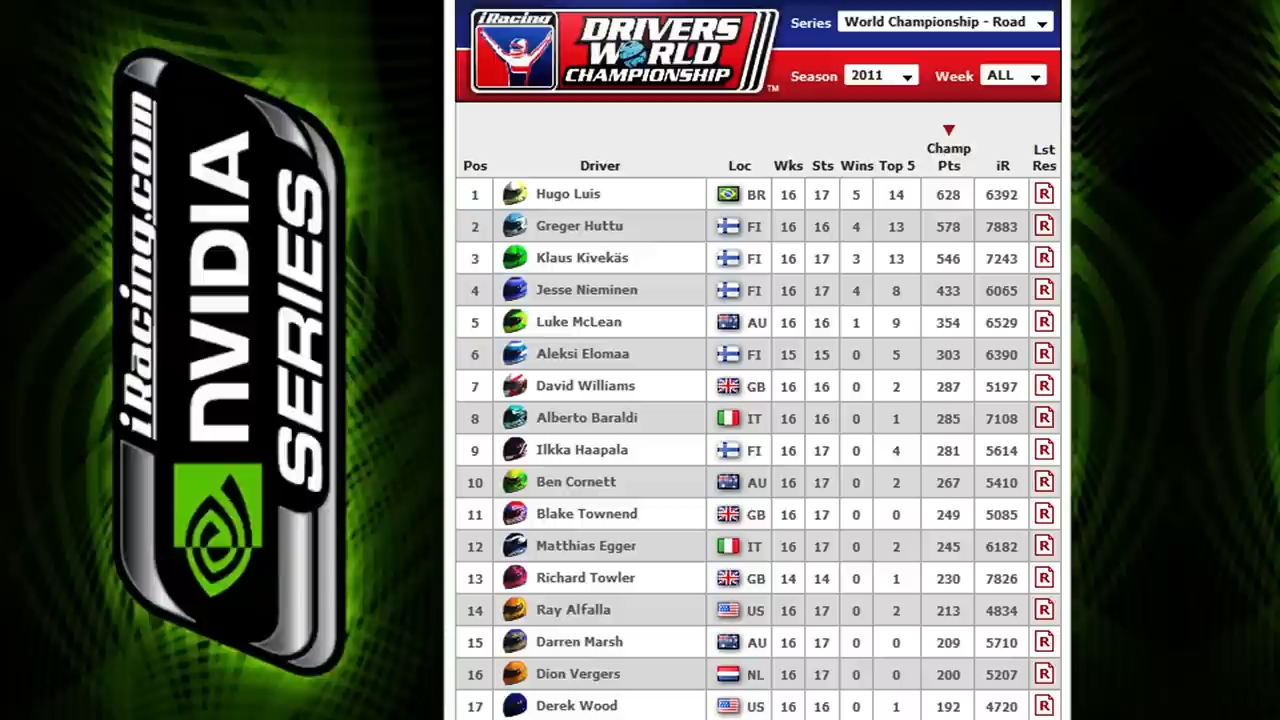 iRacing.com
NVIDIA
SERIES
iRacing
DRIVERS
WORLD
CHAMPIONSHIP
TM
Series World Championship - Road
Season 2011 Week ALL
Pos Driver Loc Wks Sts Wins Top 5 Champ Pts iR Lst Res
1 Hugo Luis BR 16 17 5 14 628 6392 R
2 Greger Huttu FI 16 16 4 13 578 7883 R
3 Klaus Kivekäs FI 16 17 3 13 546 7243 R
4 Jesse Nieminen FI 16 17 4 8 433 6065 R
5 Luke McLean AU 16 16 1 9 354 6529 R
6 Aleksi Elomaa FI 15 15 0 5 303 6390 R
7 David Williams GB 16 16 0 2 287 5197 R
8 Alberto Baraldi IT 16 16 0 1 285 7108 R
9 Ilkka Haapala FI 16 17 0 4 281 5614 R
10 Ben Cornett AU 16 17 0 2 267 5410 R
11 Blake Townend GB 16 17 0 0 249 5085 R
12 Matthias Egger IT 16 17 0 2 245 6182 R
13 Richard Towler GB 14 14 0 1 230 7826 R
14 Ray Alfalla US 16 17 0 2 213 4834 R
15 Darren Marsh AU 16 17 0 0 209 5710 R
16 Dion Vergers NL 16 17 0 0 200 5207 R
17 Derek Wood US 16 16 0 1 192 4720 R